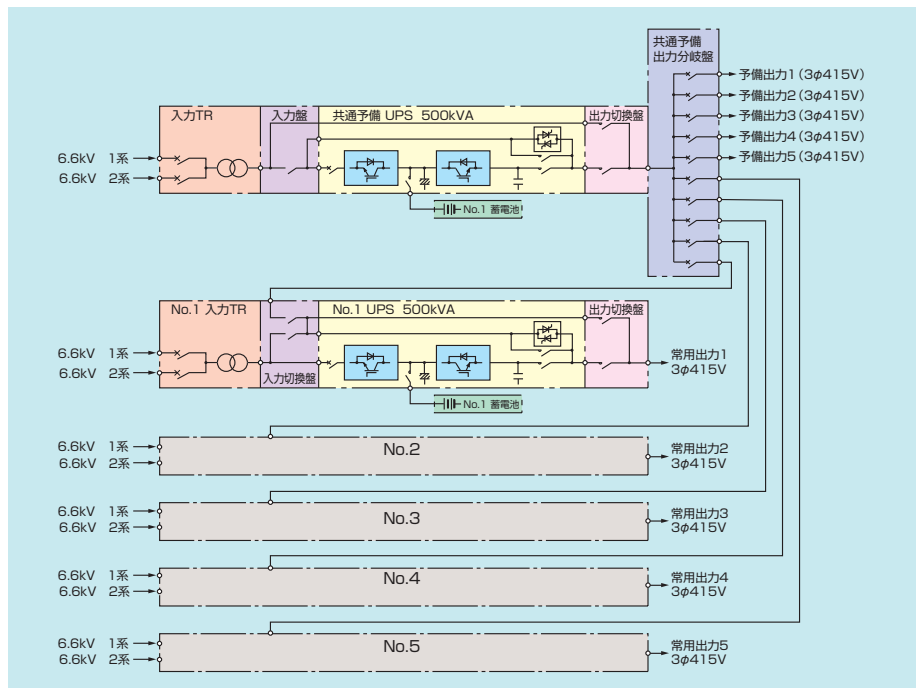 共通予備
出力分岐盤
予備出力1(3φ415V)
予備出力2(3φ415V)
予備出力3(3φ415V)
予備出力4(3φ415V)
予備出力5(3φ415V)
入力TR
入力盤
共通予備 UPS 500kVA
出力切換盤
6.6kV 1系
6.6kV 2系
No.1 蓄電池
No.1 入力TR
No.1 UPS 500kVA
出力切換盤
6.6kV 1系
6.6kV 2系
入力切換盤
常用出力1
3φ415V
No.1 蓄電池
6.6kV 1系
6.6kV 2系
No.2
常用出力2
3φ415V
6.6kV 1系
6.6kV 2系
No.3
常用出力3
3φ415V
6.6kV 1系
6.6kV 2系
No.4
常用出力4
3φ415V
6.6kV 1系
6.6kV 2系
No.5
常用出力5
3φ415V